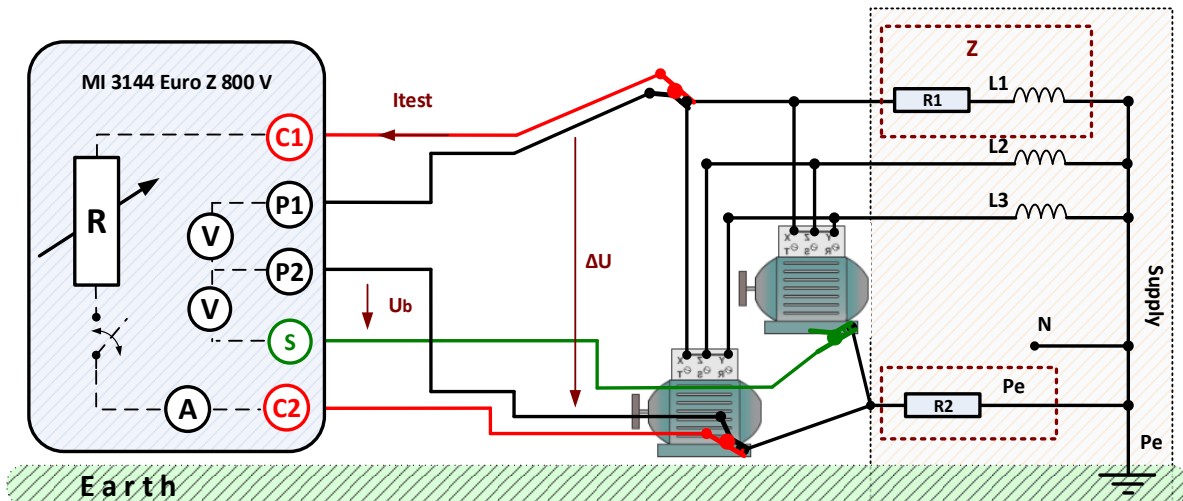 MI 3144 Euro Z 800 V
C1
P1
P2
S
C2
R
V
V
A
Itest
ΔU
Ub
X Z Y
T S R
X Z Y
T S R
Z
R1
L1
L2
L3
N
Supply
R2
Pe
Pe
Earth